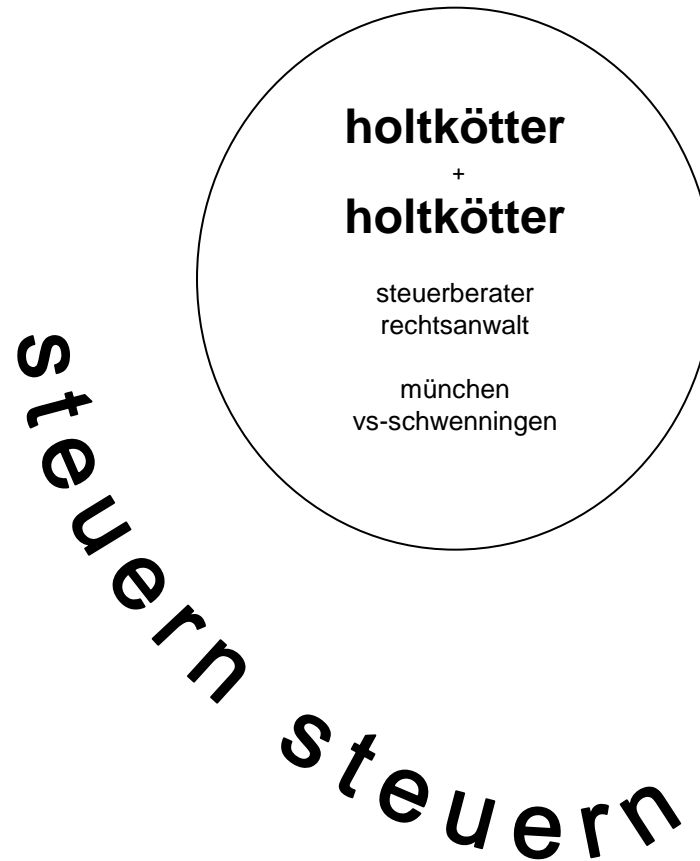 holtkötter
+
holtkötter
steuerberater
rechtsanwalt
münchen
vs-schwenningen
steuern steuern